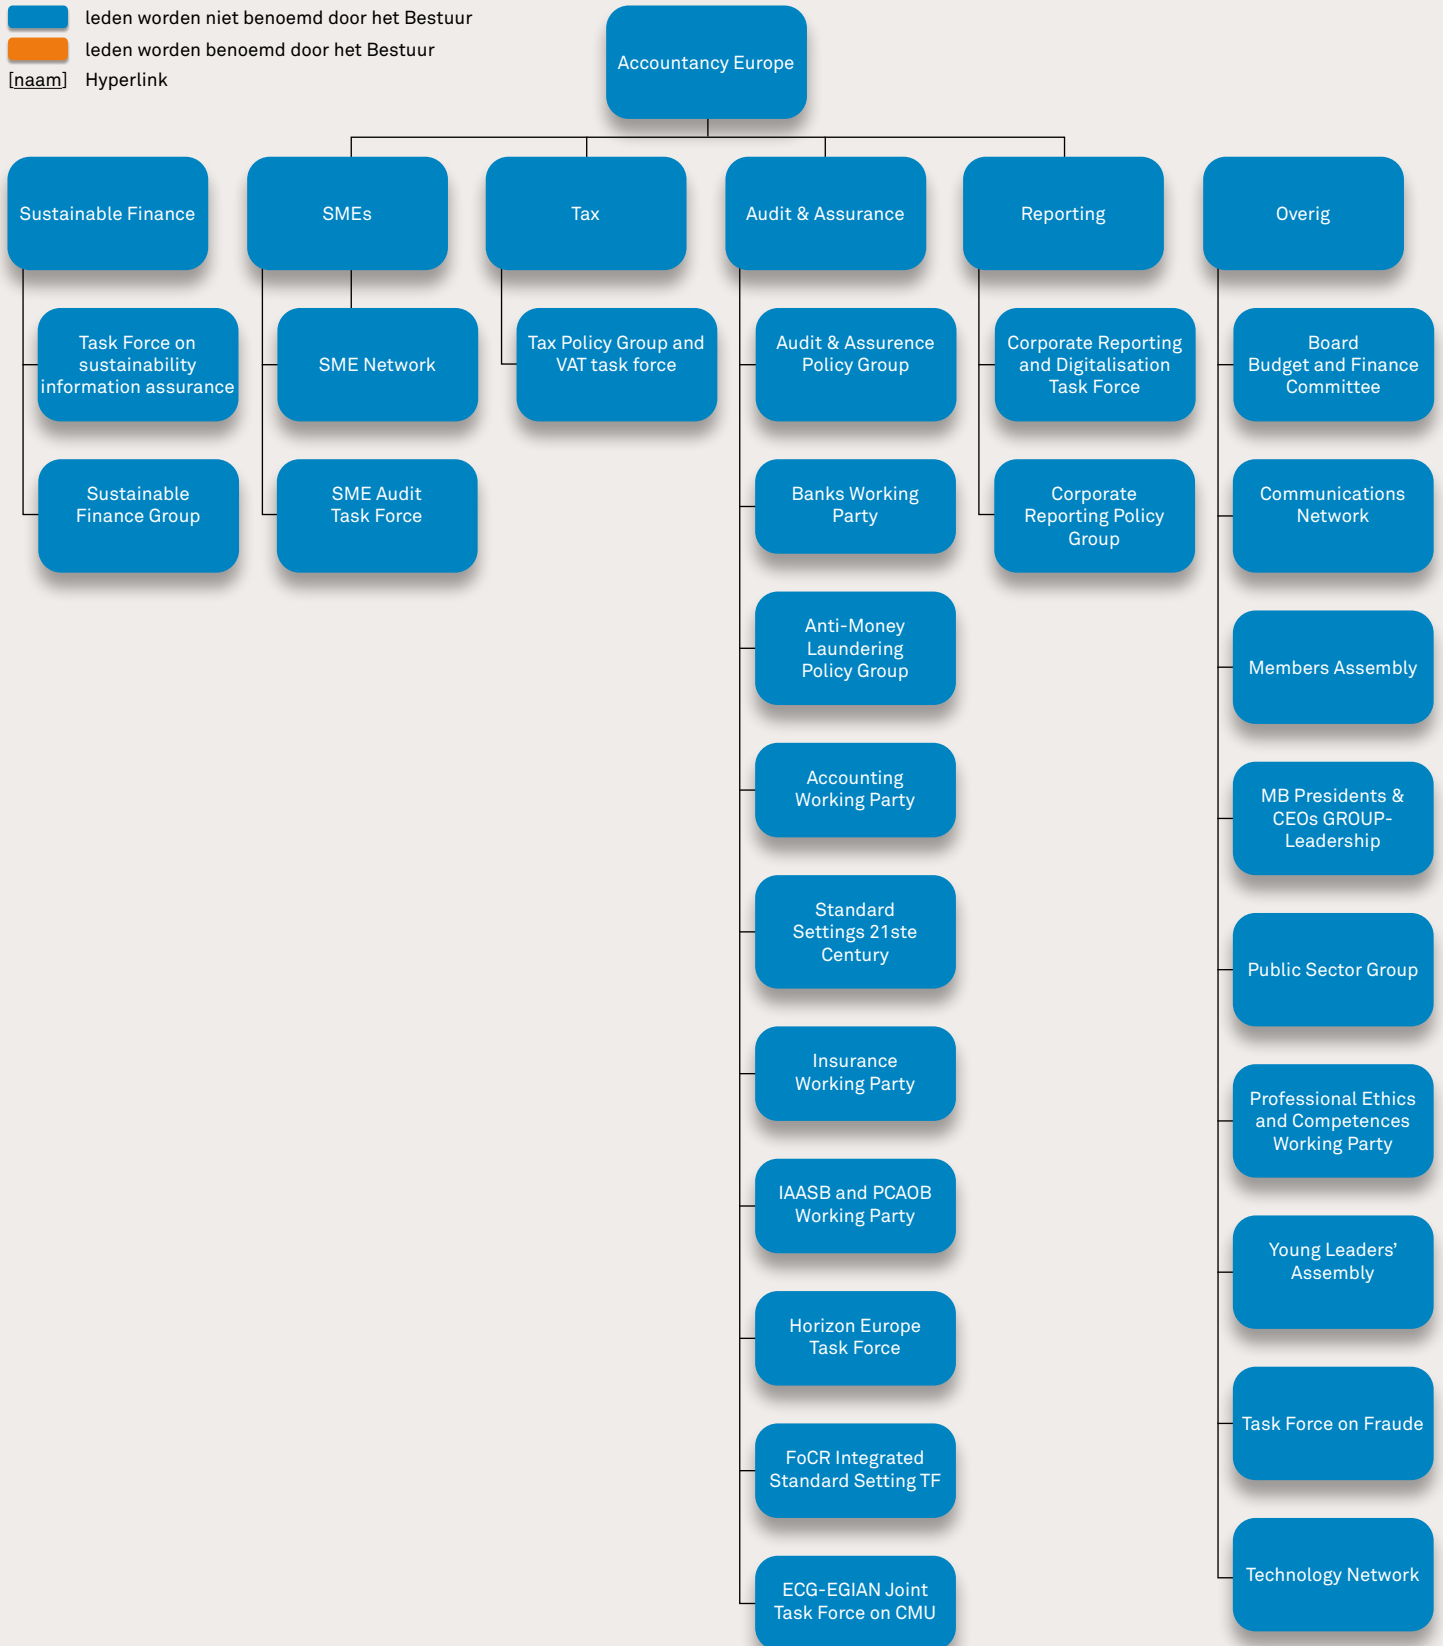 leden worden niet benoemd door het Bestuur
leden worden benoemd door het Bestuur
[naam] Hyperlink
Accountancy Europe
Sustainable Finance
SMEs
Tax
Audit & Assurance
Reporting
Overig
Task Force on
sustainability
information assurance
Sustainable
Finance Group
SME Network
SME Audit
Task Force
Tax Policy Group and
VAT task force
Audit & Assurence
Policy Group
Banks Working
Party
Anti-Money
Laundering
Policy Group
Accounting
Working Party
Standard
Settings 21ste
Century
Insurance
Working Party
IAASB and PCAOB
Working Party
Horizon Europe
Task Force
FoCR Integrated
Standard Setting TF
ECG-EGIAN Joint
Task Force on CMU
Corporate Reporting
and Digitalisation
Task Force
Corporate
Reporting Policy
Group
Board
Budget and Finance
Committee
Communications
Network
Members Assembly
MB Presidents &
CEOs GROUP-
Leadership
Public Sector Group
Professional Ethics
and Competences
Working Party
Young Leaders’
Assembly
Task Force on Fraude
Technology Network